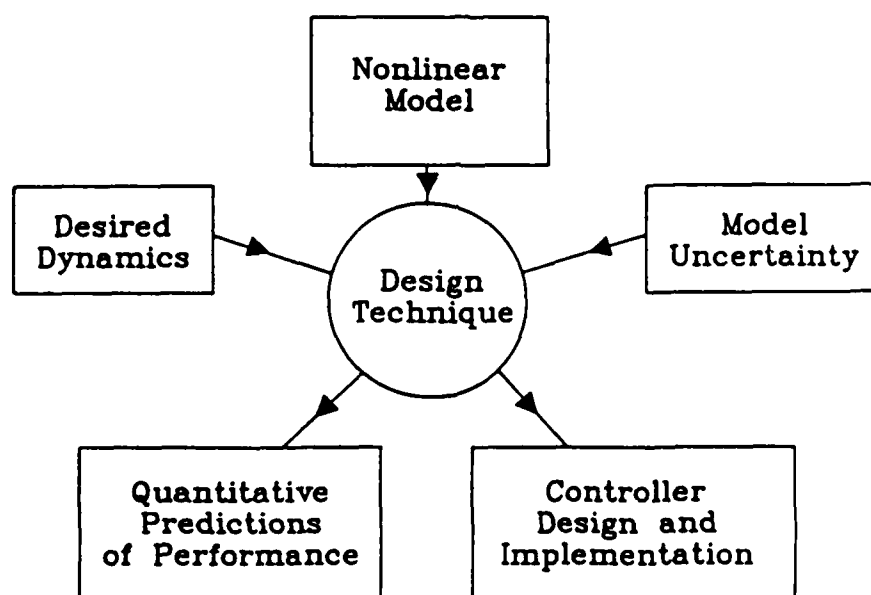 Nonlinear
Model
Desired
Dynamics
Model
Uncertainty
Design
Technique
Quantitative
Predictions
of Performance
Controller
Design and
Implementation